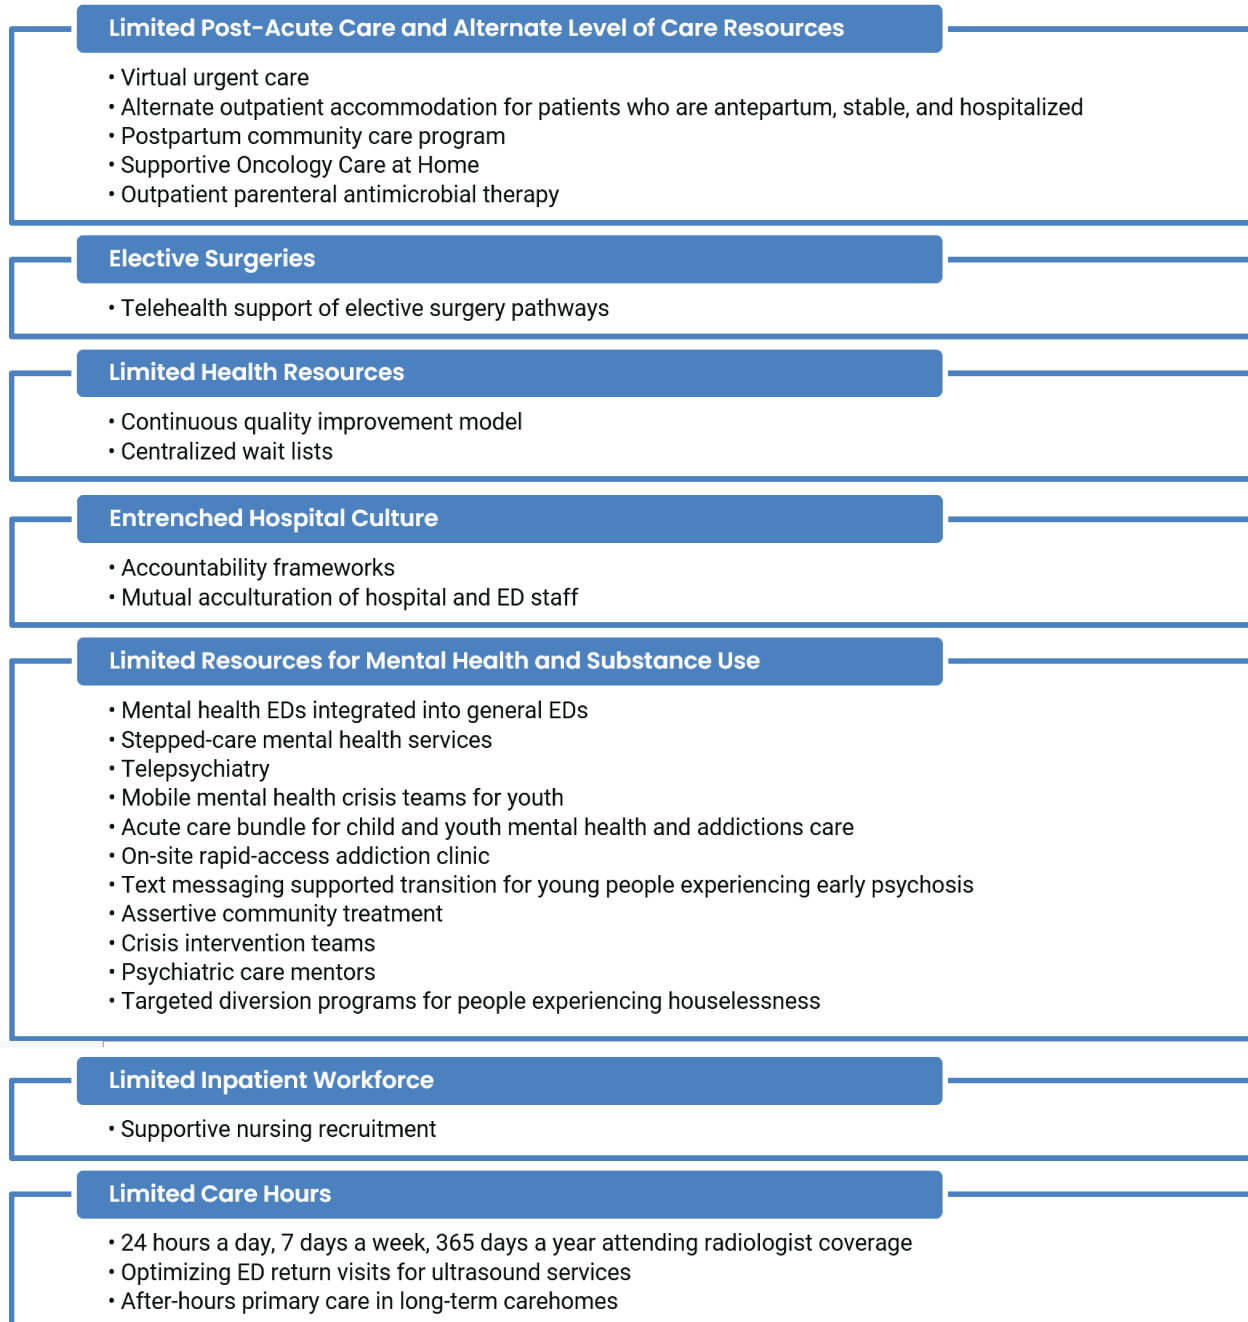 Limited Post-Acute Care and Alternate Level of Care Resources
• Virtual urgent care
• Alternate outpatient accommodation for patients who are antepartum, stable, and hospitalized
• Postpartum community care program
• Supportive Oncology Care at Home
• Outpatient parenteral antimicrobial therapy
Elective Surgeries
• Telehealth support of elective surgery pathways
Limited Health Resources
• Continuous quality improvement model
• Centralized wait lists
Entrenched Hospital Culture
• Accountability frameworks
• Mutual acculturation of hospital and ED staff
Limited Resources for Mental Health and Substance Use
• Mental health EDs integrated into general EDs
• Stepped-care mental health services
• Telepsychiatry
• Mobile mental health crisis teams for youth
• Acute care bundle for child and youth mental health and addictions care
• On-site rapid-access addiction clinic
• Text messaging supported transition for young people experiencing early psychosis
• Assertive community treatment
• Crisis intervention teams
• Psychiatric care mentors
• Targeted diversion programs for people experiencing houselessness
Limited Inpatient Workforce
• Supportive nursing recruitment
Limited Care Hours
• 24 hours a day, 7 days a week, 365 days a year attending radiologist coverage
• Optimizing ED return visits for ultrasound services
• After-hours primary care in long-term carehomes